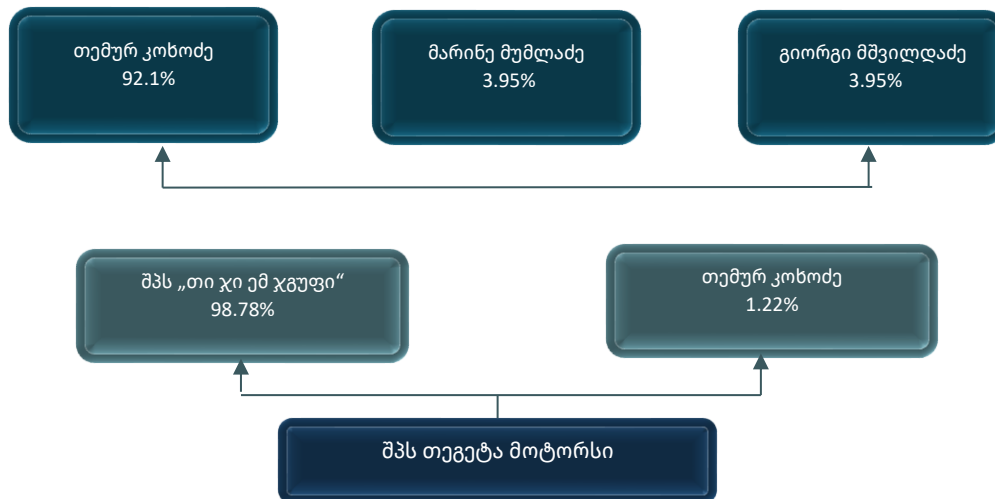 თემურ კოხოძე
92.1%
მარინე მუმლაძე
3.95%
გიორგი მშვილდაძე
3.95%
შპს „თი ჯი ემ ჯგუფი“
98.78%
თემურ კოხოძე
1.22%
შპს თეგეტა მოტორსი